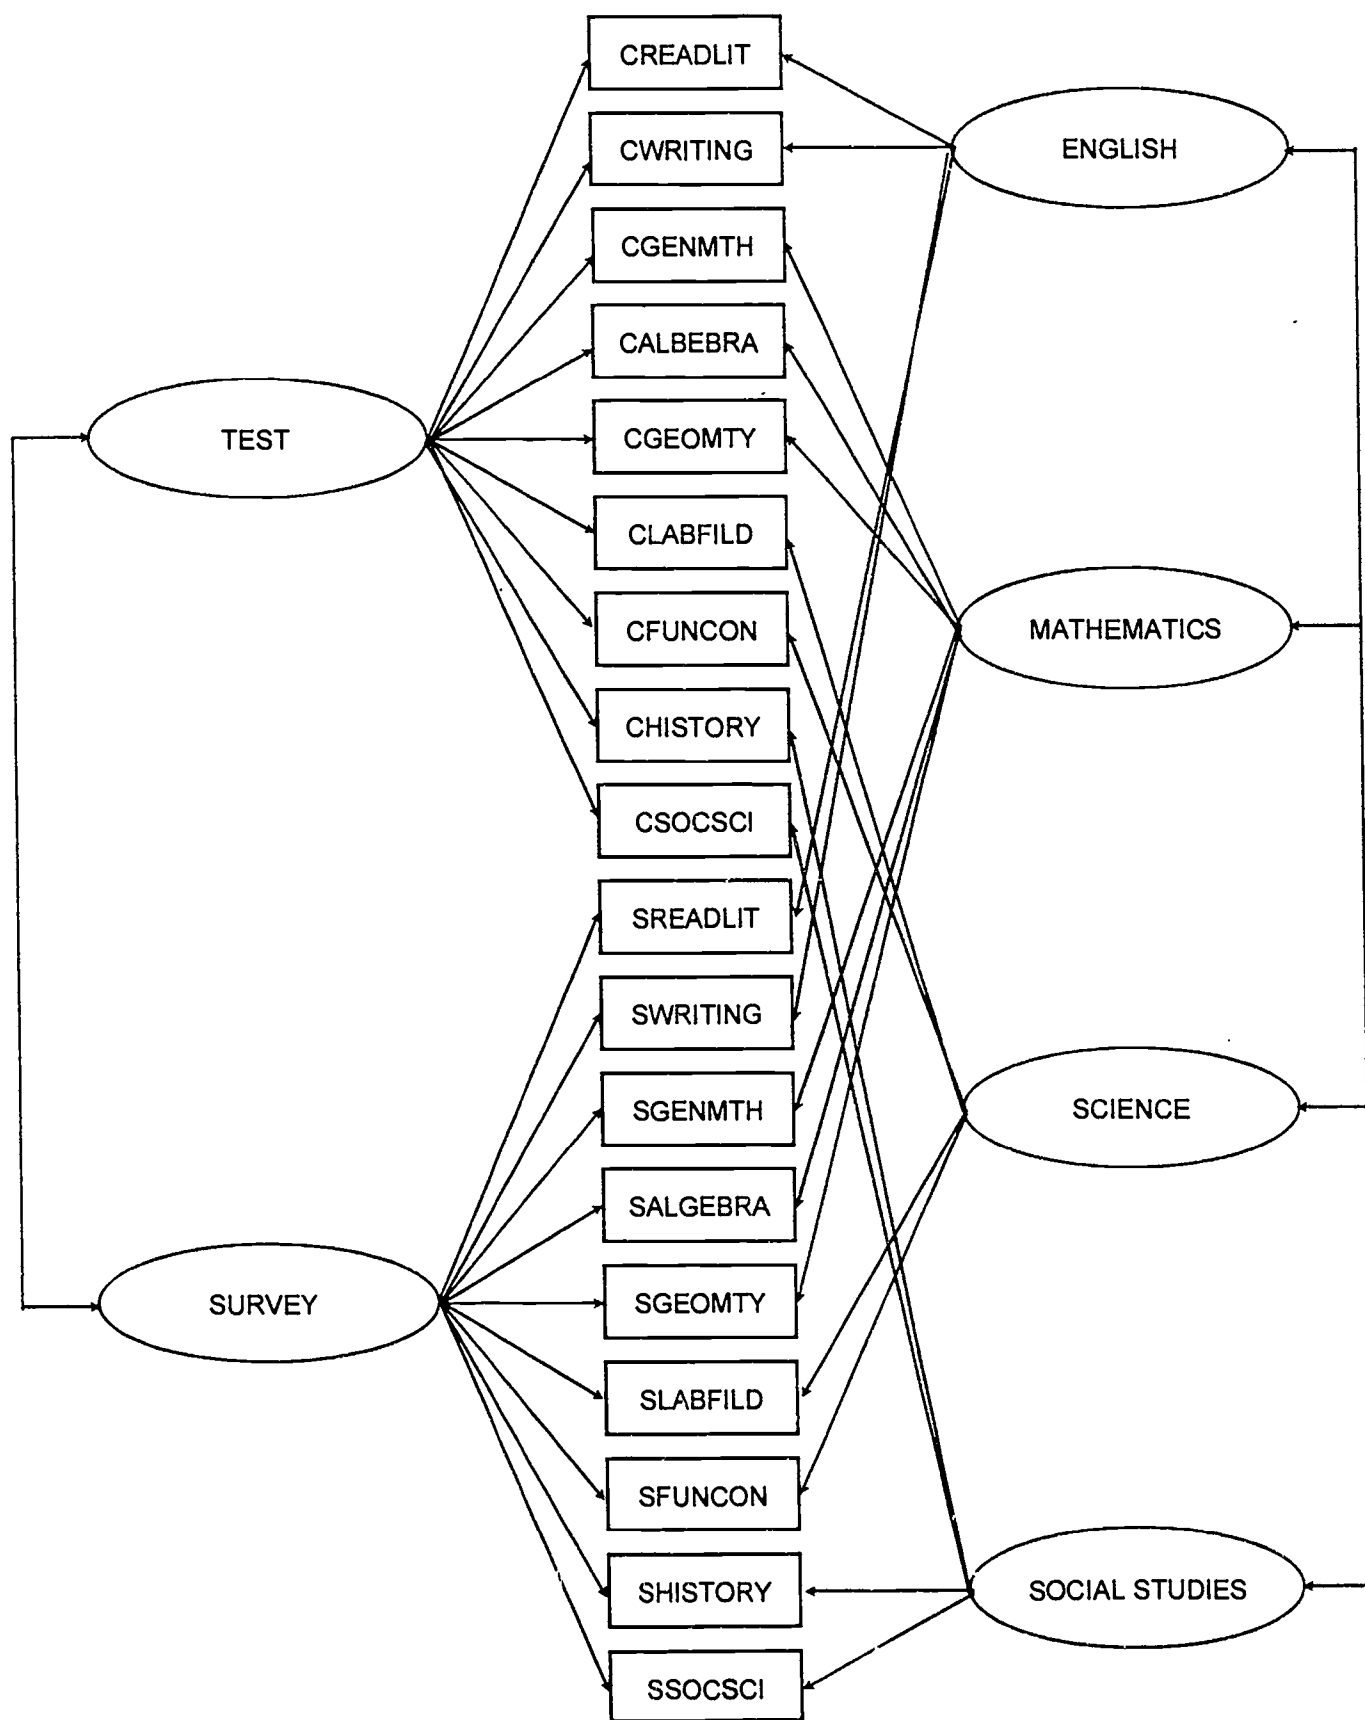 CREADLIT
CWRITING
ENGLISH
CGENMTH
CALBEBRA
TEST
CGEOMTY
CLABFILD
CFUNCON
MATHEMATICS
CHISTORY
CSOCSCI
SREADLIT
SWRITING
SGENMTH
SCIENCE
SALGEBRA
SURVEY
SGEOMTY
SLABFILD
SFUNCON
SHISTORY
SOCIAL STUDIES
SSOCSCI